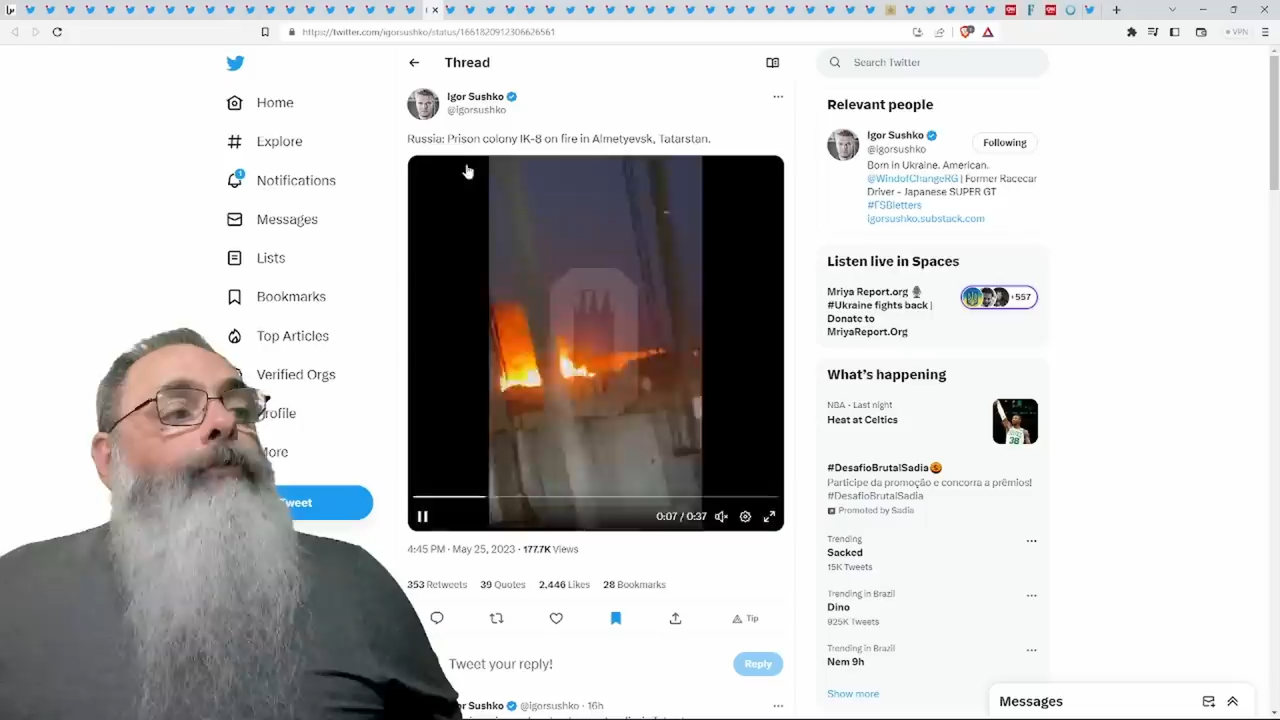 https://twitter.com/igorsushko/status/1661820912306626561
VPN
Home
Explore
1
Notifications
Messages
Lists
Bookmarks
Top Articles
Verified Orgs
rofile
ore
weet
Thread
Igor Sushko
@igorsushko
Russia: Prison colony IK-8 on fire in Almetyevsk, Tatarstan.
0:07 / 0:37
4:45 PM · May 25, 2023 · 177.7K Views
353 Retweets 39 Quotes 2,446 Likes 28 Bookmarks
Tip
Tweet your reply!
Reply
or Sushko @igorsushko · 16h
Search Twitter
Relevant people
Igor Sushko
@igorsushko
Following
Born in Ukraine. American.
@WindofChangeRG | Former Racecar
Driver - Japanese SUPER GT
#FSBletters
igorsushko.substack.com
Listen live in Spaces
Mriya Report.org
#Ukraine fights back |
Donate to
MriyaReport.Org
+557
What's happening
NBA · Last night
Heat at Celtics
#DesafioBrutalSadia
Participe da promoção e concorra a prêmios!
#DesafioBrutalSadia
Promoted by Sadia
Trending
Sacked
15K Tweets
Trending in Brazil
Dino
925K Tweets
Trending in Brazil
Nem 9h
Show more
Messages